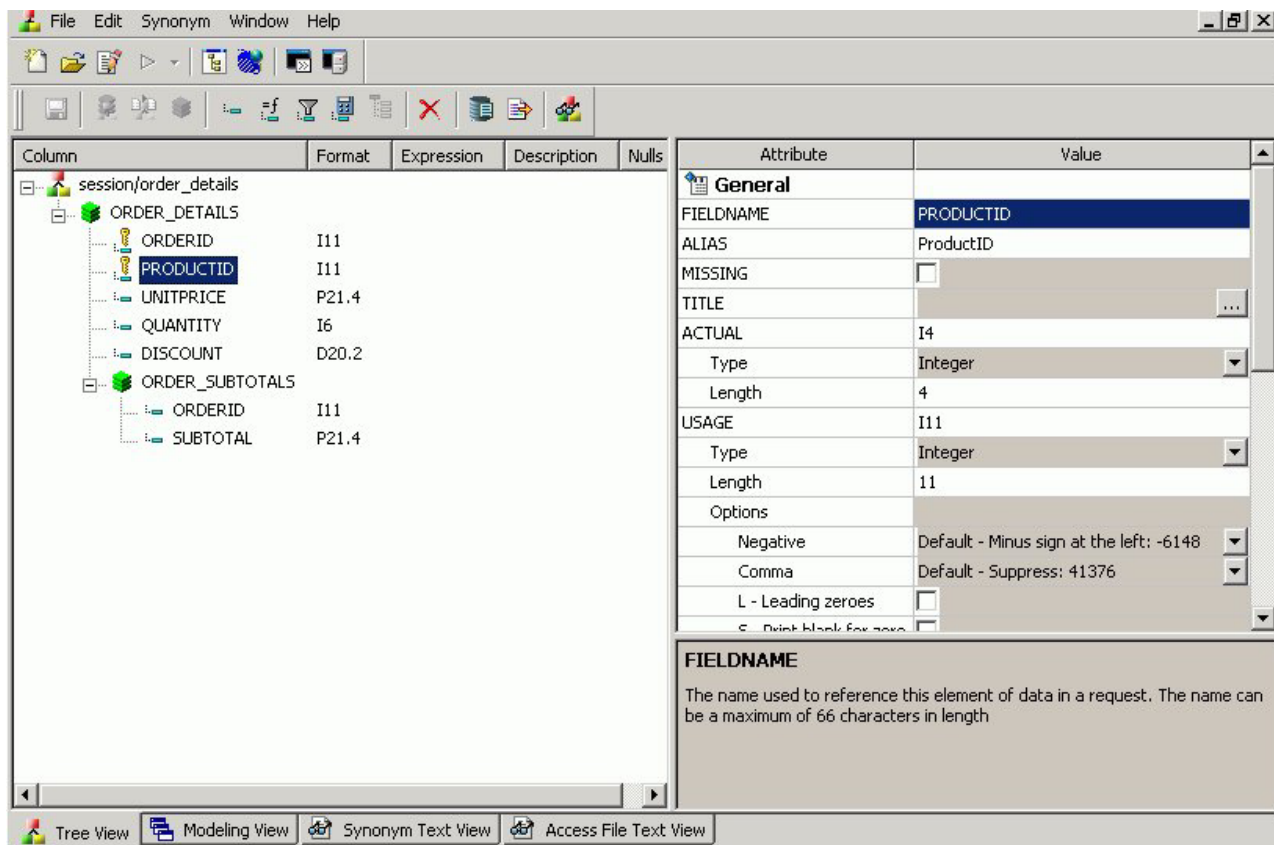 File Edit Synonym Window Help
Column Format Expression Description Nulls
session/order_details
ORDER_DETAILS
ORDERID I11
PRODUCTID I11
UNITPRICE P21.4
QUANTITY I6
DISCOUNT D20.2
ORDER_SUBTOTALS
ORDERID I11
SUBTOTAL P21.4
Attribute Value
General
FIELDNAME PRODUCTID
ALIAS ProductID
MISSING
TITLE ...
ACTUAL I4
Type Integer
Length 4
USAGE I11
Type Integer
Length 11
Options
Negative Default - Minus sign at the left: -6148
Comma Default - Suppress: 41376
L - Leading zeroes
S - Print blank for zero
FIELDNAME
The name used to reference this element of data in a request. The name can
be a maximum of 66 characters in length
Tree View Modeling View Synonym Text View Access File Text View